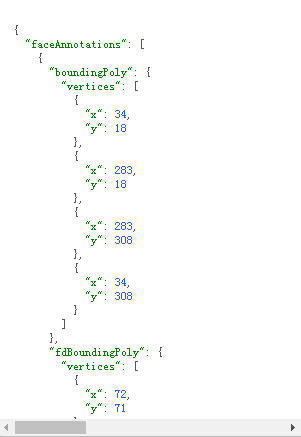 {
"faceAnnotations": [
{
"boundingPoly": {
"vertices": [
{
"x": 34,
"y": 18
},
{
"x": 283,
"y": 18
},
{
"x": 283,
"y": 308
},
{
"x": 34,
"y": 308
}
]
},
"fdBoundingPoly": {
"vertices": [
{
"x": 72,
"y": 71